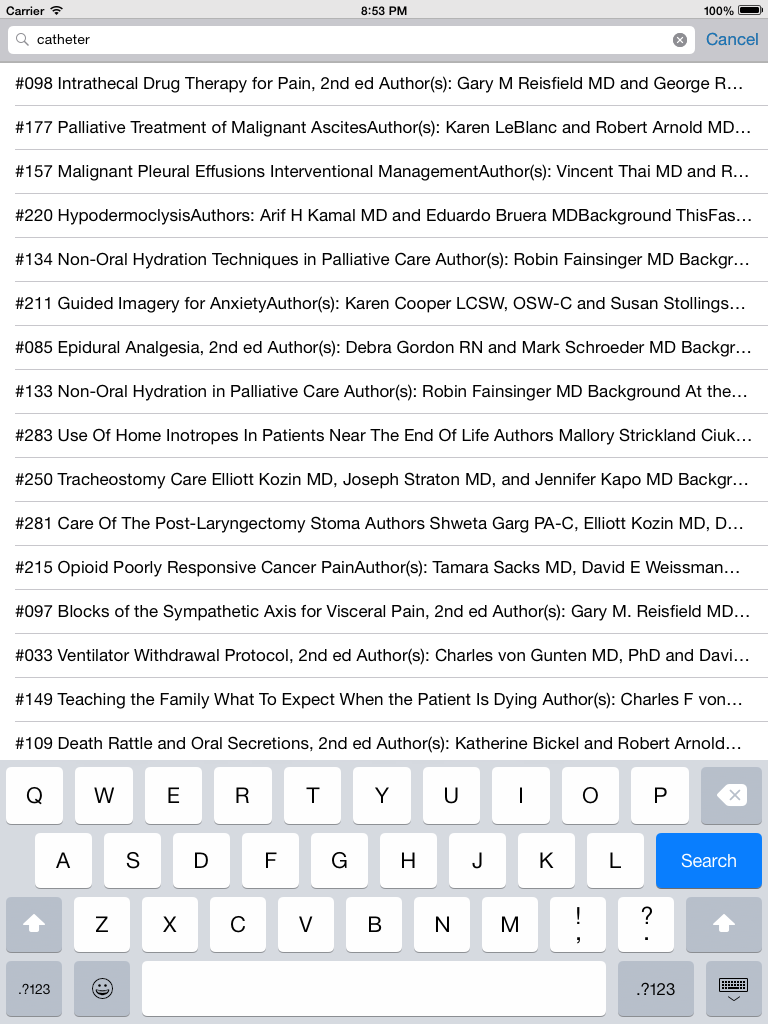 Carrier 8:53 PM 100%
catheter Cancel
#098 Intrathecal Drug Therapy for Pain, 2nd ed Author(s): Gary M Reisfield MD and George R...
#177 Palliative Treatment of Malignant AscitesAuthor(s): Karen LeBlanc and Robert Arnold MD...
#157 Malignant Pleural Effusions Interventional ManagementAuthor(s): Vincent Thai MD and R...
#220 HypodermoclysisAuthors: Arif H Kamal MD and Eduardo Bruera MDBackground ThisFas...
#134 Non-Oral Hydration Techniques in Palliative Care Author(s): Robin Fainsinger MD Backgr...
#211 Guided Imagery for AnxietyAuthor(s): Karen Cooper LCSW, OSW-C and Susan Stollings...
#085 Epidural Analgesia, 2nd ed Author(s): Debra Gordon RN and Mark Schroeder MD Backgr...
#133 Non-Oral Hydration in Palliative Care Author(s): Robin Fainsinger MD Background At the...
#283 Use Of Home Inotropes In Patients Near The End Of Life Authors Mallory Strickland Ciuk...
#250 Tracheostomy Care Elliott Kozin MD, Joseph Straton MD, and Jennifer Kapo MD Backgr...
#281 Care Of The Post-Laryngectomy Stoma Authors Shweta Garg PA-C, Elliott Kozin MD, D...
#215 Opioid Poorly Responsive Cancer PainAuthor(s): Tamara Sacks MD, David E Weissman...
#097 Blocks of the Sympathetic Axis for Visceral Pain, 2nd ed Author(s): Gary M. Reisfield MD...
#033 Ventilator Withdrawal Protocol, 2nd ed Author(s): Charles von Gunten MD, PhD and Davi...
#149 Teaching the Family What To Expect When the Patient Is Dying Author(s): Charles F von...
#109 Death Rattle and Oral Secretions, 2nd ed Author(s): Katherine Bickel and Robert Arnold...
Q W E R T Y U I O P
A S D F G H J K L Search
Z X C V B N M ! , ? .
.?123 .?123